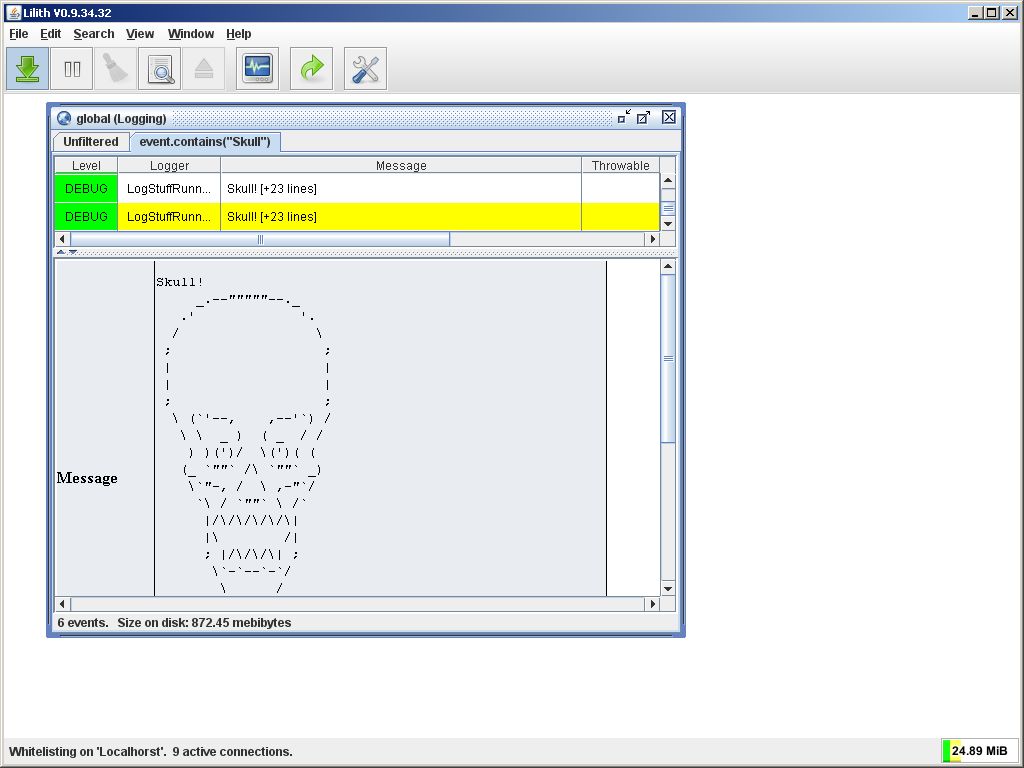 Lilith V0.9.34.32
File Edit Search View Window Help
global (Logging)
Unfiltered event.contains("Skull")
Level Logger Message Throwable
DEBUG LogStuffRunn... Skull! [+23 lines]
DEBUG LogStuffRunn... Skull! [+23 lines]
Skull!
Message
6 events. Size on disk: 872.45 mebibytes
Whitelisting on 'Localhorst'. 9 active connections.
24.89 MiB